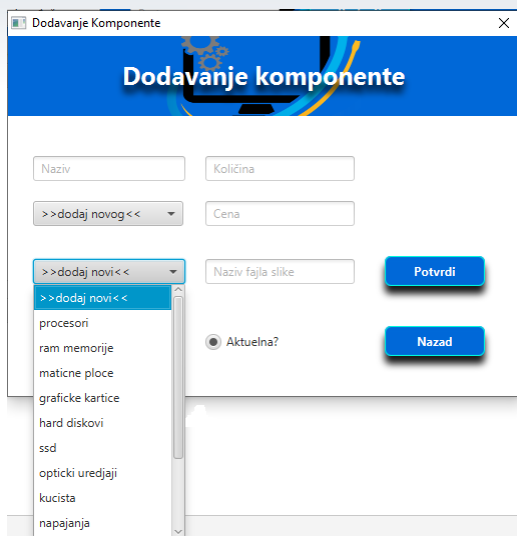 Dodavanje Komponente
Dodavanje komponente
Naziv
Količina
>>dodaj novog<<
Cena
>>dodaj novi<<
Naziv fajla slike
Potvrdi
>>dodaj novi<<
procesori
ram memorije
Aktuelna?
Nazad
maticne ploce
graficke kartice
hard diskovi
ssd
opticki uredjaji
kucista
napajanja